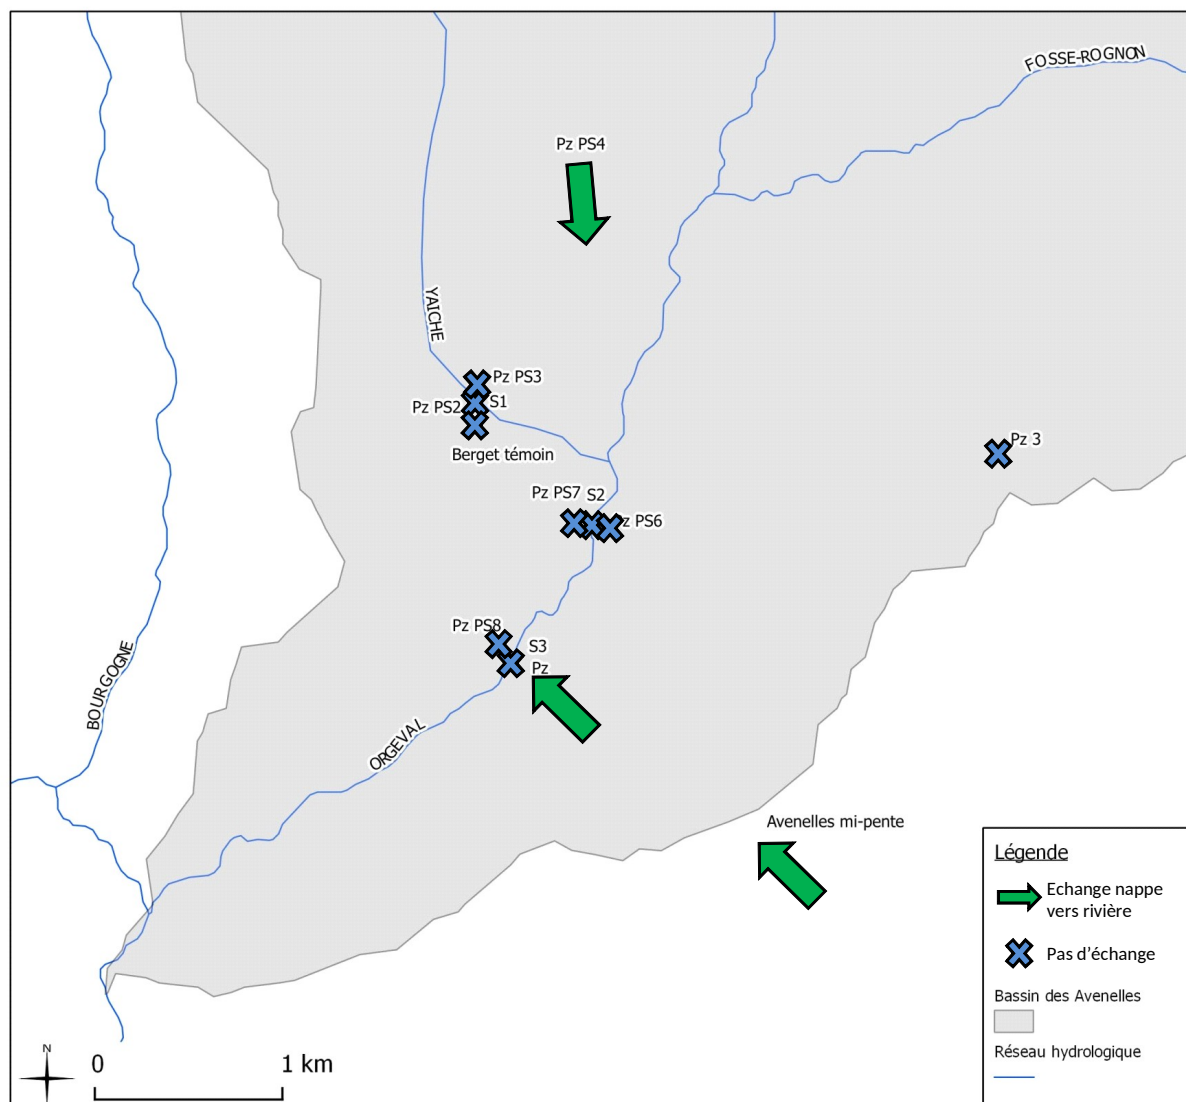 FOSSE-ROGNON
Pz PS4
YAICHE
Pz PS3
S1
Pz PS2
Berget témoin
Pz 3
Pz PS7
S2
Pz PS6
Pz PS8
S3
Pz
BOURGOGNE
ORGEVAL
Avenelles mi-pente
Légende
Echange nappe
vers rivière
Pas d'échange
Bassin des Avenelles
Réseau hydrologique
N
0 1 km